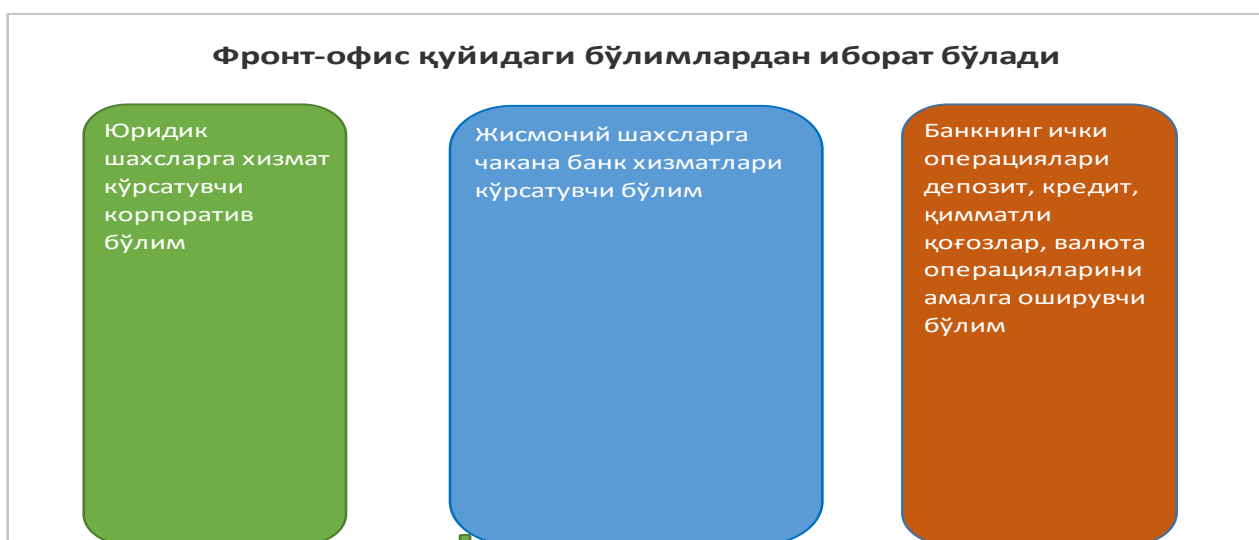 Фронт-офис қуйидаги бўлимлардан иборат бўлади
Юридик
шахсларга хизмат
кўрсатувчи
корпоратив
бўлим
Жисмоний шахсларга
чакана банк хизматлари
кўрсатувчи бўлим
Банкнинг ички
операциялари
депозит, кредит,
қимматли
қоғозлар, валюта
операцияларини
амалга оширувчи
бўлим